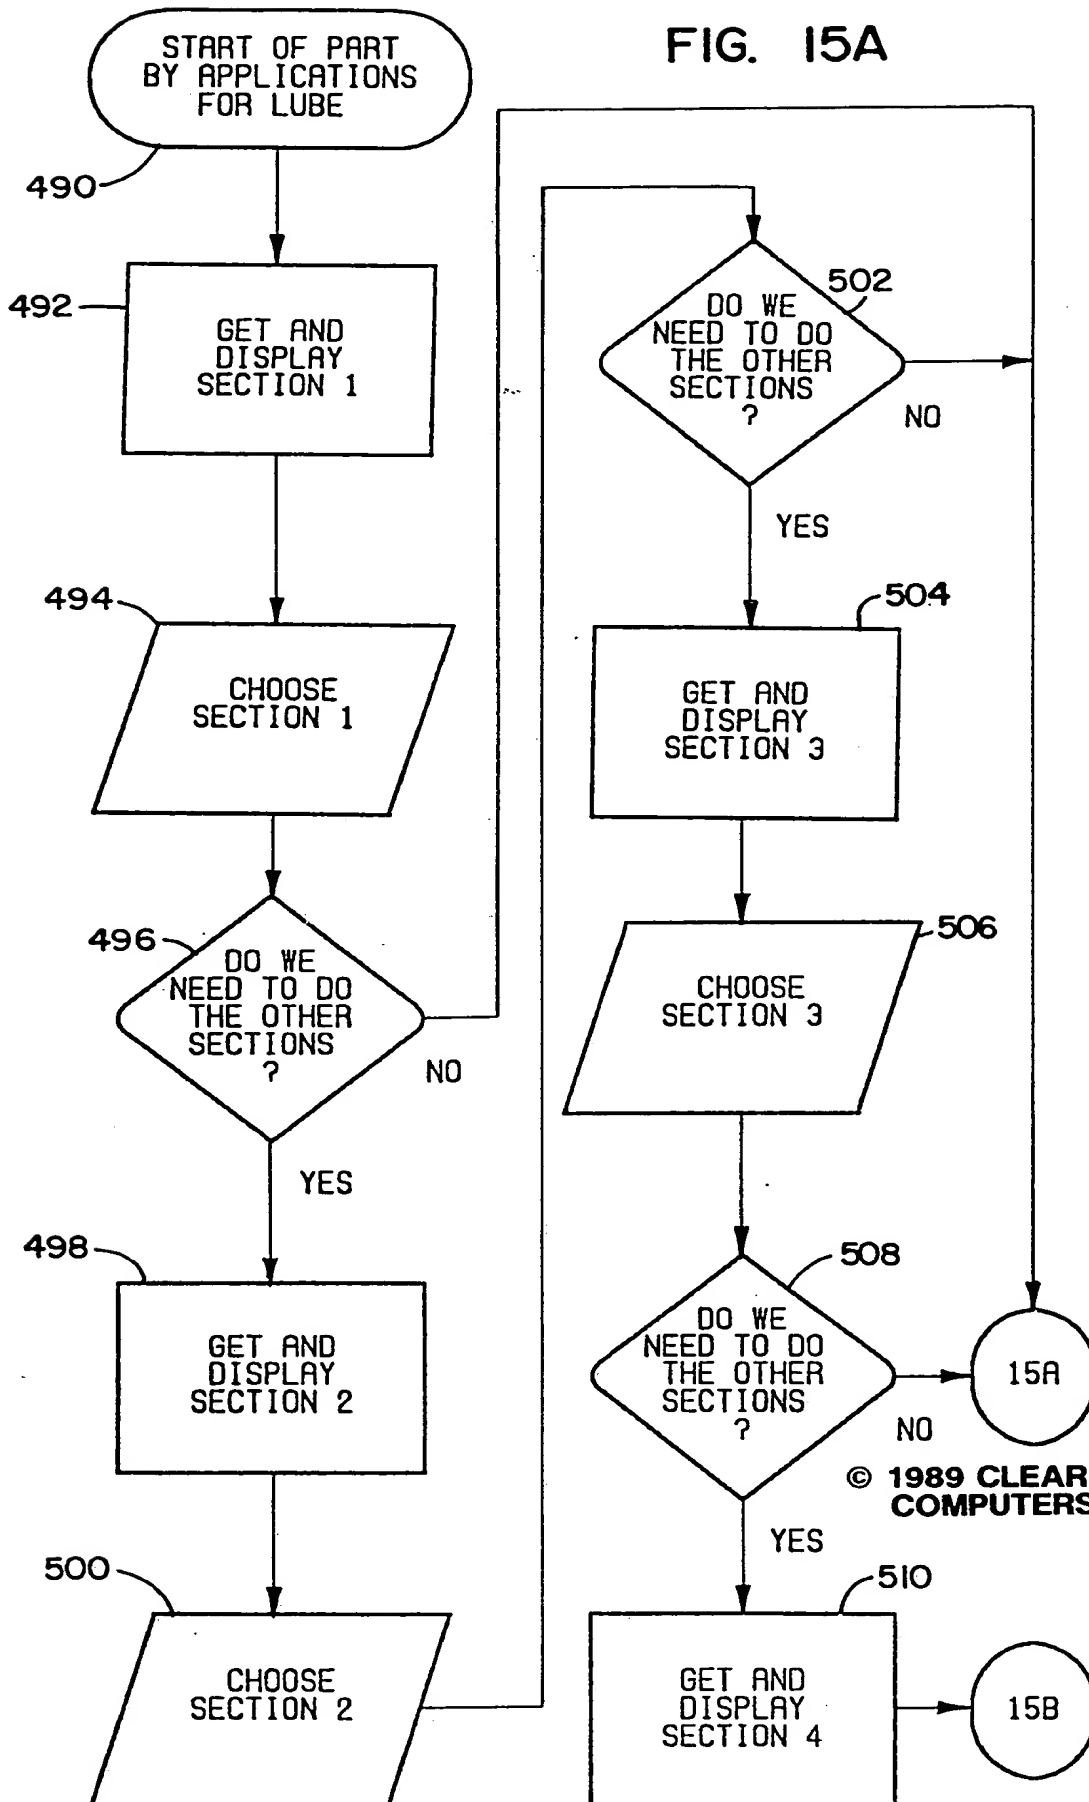 FIG. 15A
START OF PART
BY APPLICATIONS
FOR LUBE
490
492
GET AND
DISPLAY
SECTION 1
494
CHOOSE
SECTION 1
496
DO WE
NEED TO DO
THE OTHER
SECTIONS
?
NO
YES
498
GET AND
DISPLAY
SECTION 2
500
CHOOSE
SECTION 2
502
DO WE
NEED TO DO
THE OTHER
SECTIONS
?
NO
YES
504
GET AND
DISPLAY
SECTION 3
506
CHOOSE
SECTION 3
508
DO WE
NEED TO DO
THE OTHER
SECTIONS
?
NO
15A
© 1989 CLEAR
COMPUTERS
YES
510
GET AND
DISPLAY
SECTION 4
15B